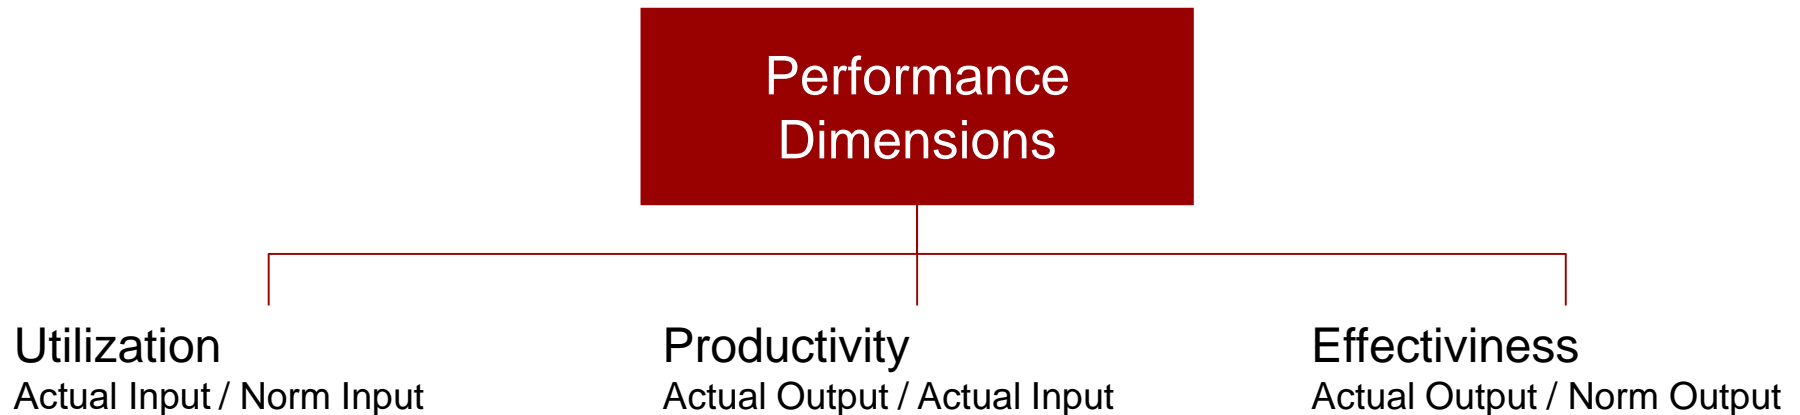 Performance
Dimensions
Utilization
Actual Input / Norm Input
Productivity
Actual Output / Actual Input
Effectiviness
Actual Output / Norm Output